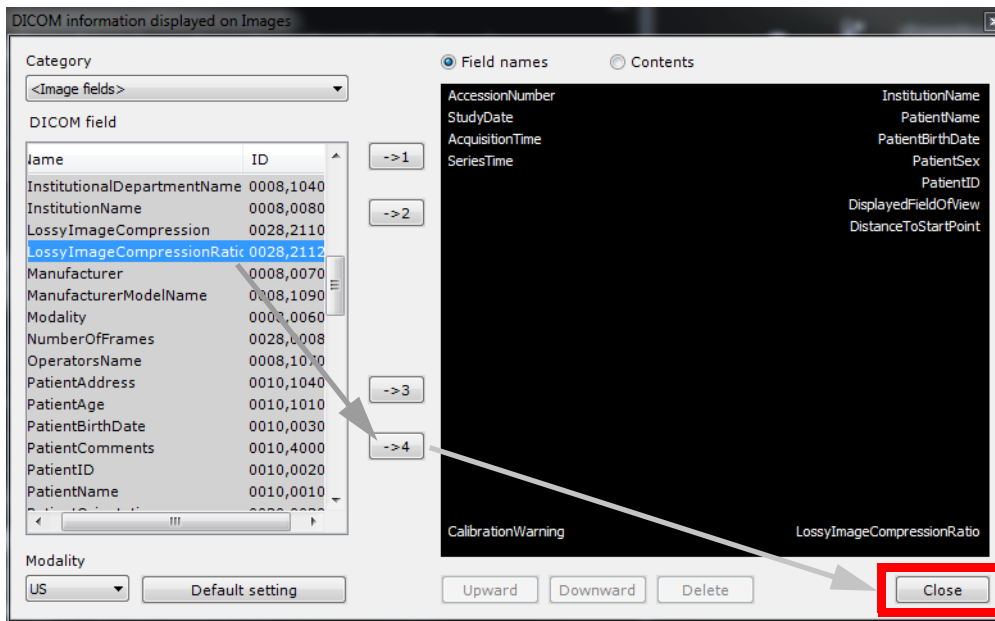 DICOM information displayed on Images
Category
<Image fields>
DICOM field
Name ID
InstitutionalDepartmentName 0008,1040
InstitutionName 0008,0080
LossyImageCompression 0028,2110
LossyImageCompressionRatic 0028,2112
Manufacturer 0008,0070
ManufacturerModelName 0008,1090
Modality 0008,0060
NumberOfFrames 0028,0008
OperatorsName 0008,1070
PatientAddress 0010,1040
PatientAge 0010,1010
PatientBirthDate 0010,0030
PatientComments 0010,4000
PatientID 0010,0020
PatientName 0010,0010
Modality
US
Default setting
->1
->2
->3
->4
Field names Contents
AccessionNumber InstitutionName
StudyDate PatientName
AcquisitionTime PatientBirthDate
SeriesTime PatientSex
PatientID
DisplayedFieldOfView
DistanceToStartPoint
CalibrationWarning LossyImageCompressionRatio
Upward Downward Delete Close